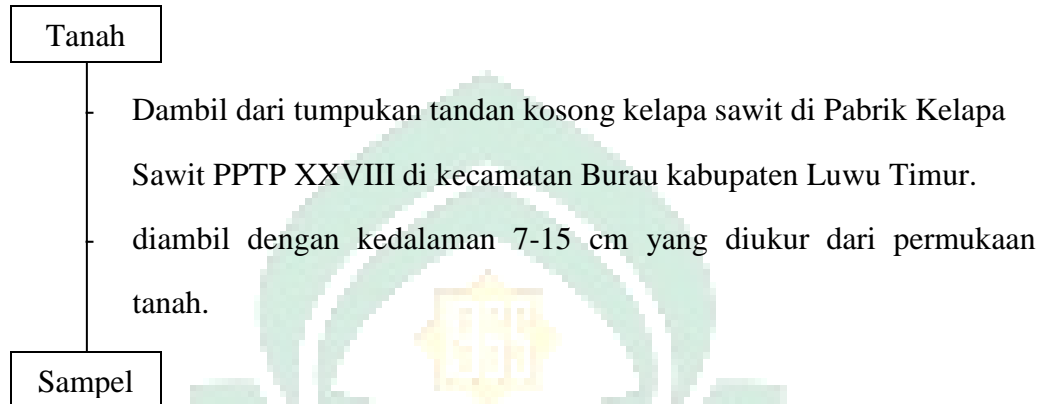 Tanah
- Dambil dari tumpukan tandan kosong kelapa sawit di Pabrik Kelapa
Sawit PPTP XXVIII di kecamatan Burau kabupaten Luwu Timur.
- diambil dengan kedalaman 7-15 cm yang diukur dari permukaan
tanah.
Sampel